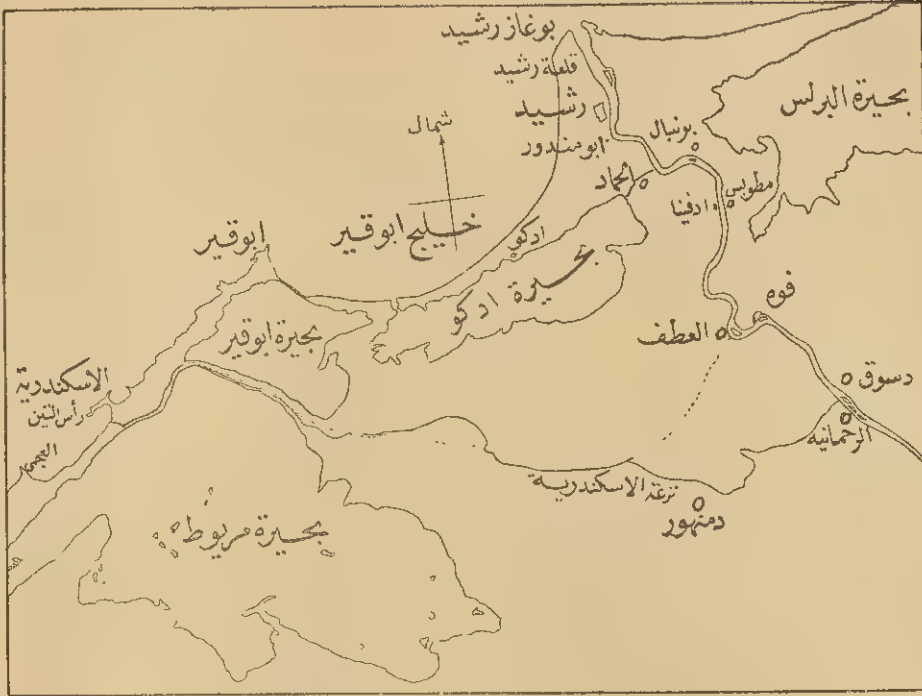 بوغاز رشيد
قلعة رشيد
رشيد
ابو مندور
برنبال
بحيرة البرلس
شمال
الحماد
مطوبس
ادفينا
خليج ابوقير
ادكو
بحيرة ادكو
ابوقير
بحيرة ابوقير
فوه
العطف
دسوق
الرحمانيه
الاسكندرية
رأس التين
العجمى
ترعة الاسكندرية
دمنهور
بحيرة مريوط